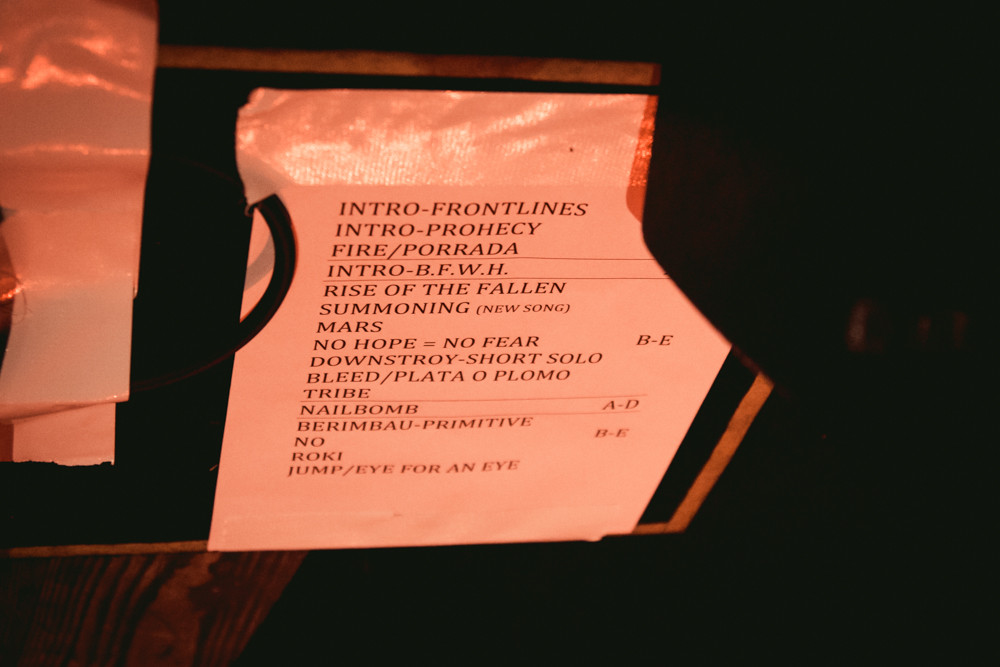 INTRO-FRONTLINES
INTRO-PROHECY
FIRE/PORRADA
INTRO-B.F.W.H.
RISE OF THE FALLEN
SUMMONING (NEW SONG)
MARS
NO HOPE = NO FEAR B-E
DOWNSTROY-SHORT SOLO
BLEED/PLATA O PLOMO
TRIBE
NAILBOMB A-D
BERIMBAU-PRIMITIVE
NO B-E
ROKI
JUMP/EYE FOR AN EYE